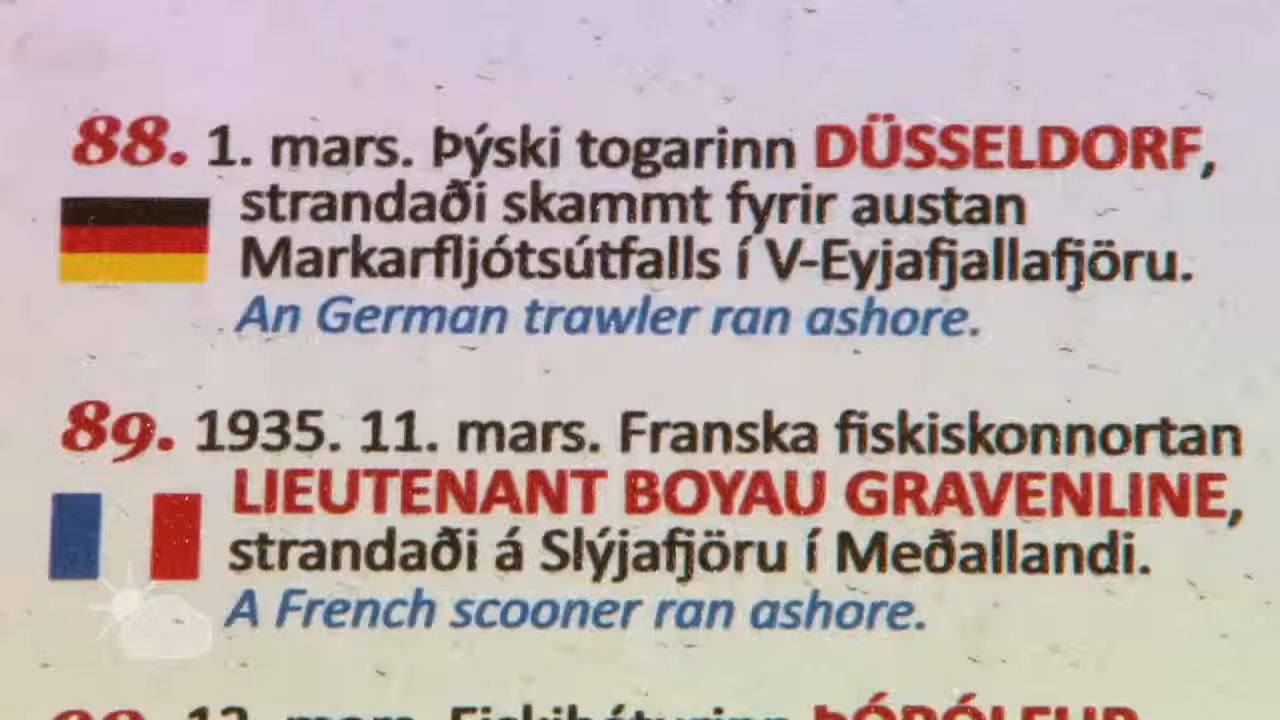 88. 1. mars. Þýski togarinn DÜSSELDORF,
strandaði skammt fyrir austan
Markarfljótsútfalls í V-Eyjafjallafjöru.
An German trawler ran ashore.
89. 1935. 11. mars. Franska fiskiskonnortan
LIEUTENANT BOYAU GRAVENLINE,
strandaði á Slýjafjöru í Meðallandi.
A French scooner ran ashore.